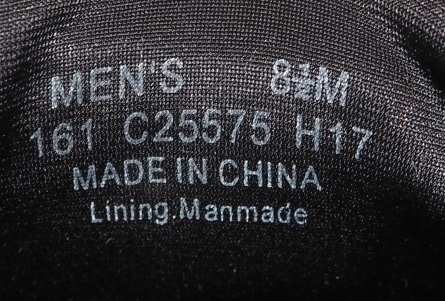 MEN'S 8½M
161 C25575 H17
MADE IN CHINA
Lining.Manmade